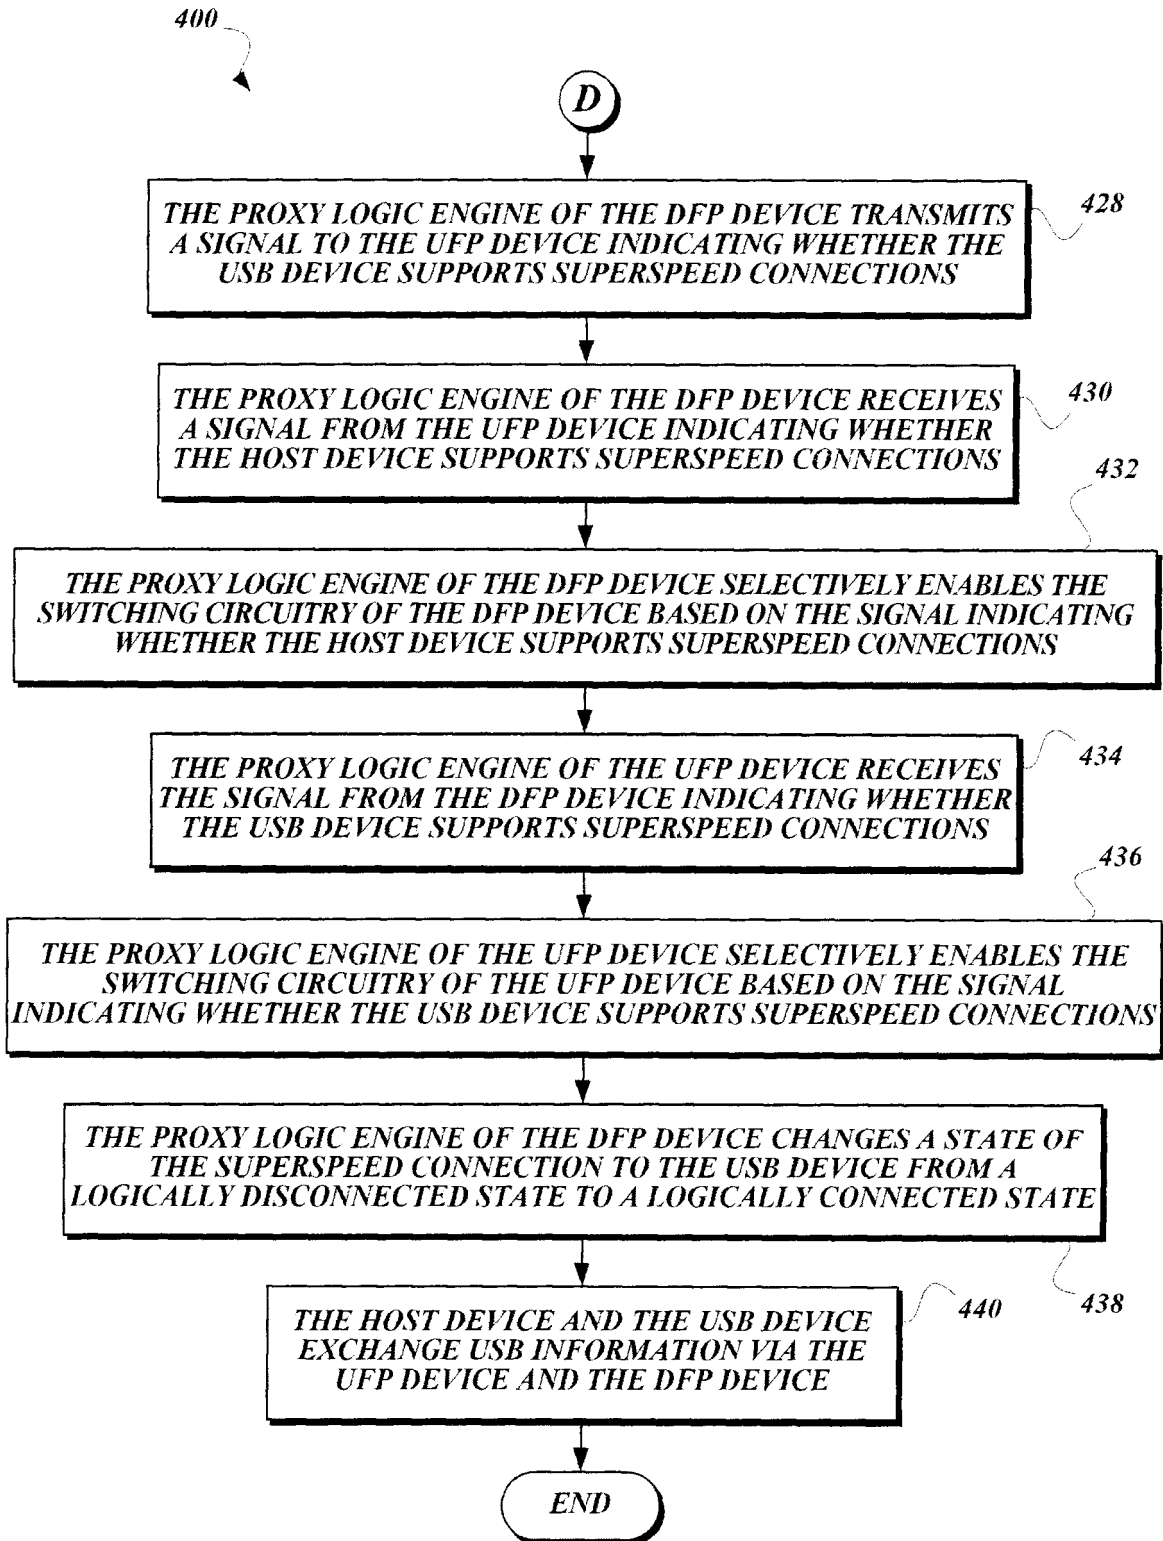 400
D
THE PROXY LOGIC ENGINE OF THE DFP DEVICE TRANSMITS
A SIGNAL TO THE UFP DEVICE INDICATING WHETHER THE
USB DEVICE SUPPORTS SUPERSPEED CONNECTIONS
428
THE PROXY LOGIC ENGINE OF THE DFP DEVICE RECEIVES
A SIGNAL FROM THE UFP DEVICE INDICATING WHETHER
THE HOST DEVICE SUPPORTS SUPERSPEED CONNECTIONS
430
432
THE PROXY LOGIC ENGINE OF THE DFP DEVICE SELECTIVELY ENABLES THE
SWITCHING CIRCUITRY OF THE DFP DEVICE BASED ON THE SIGNAL INDICATING
WHETHER THE HOST DEVICE SUPPORTS SUPERSPEED CONNECTIONS
THE PROXY LOGIC ENGINE OF THE UFP DEVICE RECEIVES
THE SIGNAL FROM THE DFP DEVICE INDICATING WHETHER
THE USB DEVICE SUPPORTS SUPERSPEED CONNECTIONS
434
436
THE PROXY LOGIC ENGINE OF THE UFP DEVICE SELECTIVELY ENABLES THE
SWITCHING CIRCUITRY OF THE UFP DEVICE BASED ON THE SIGNAL
INDICATING WHETHER THE USB DEVICE SUPPORTS SUPERSPEED CONNECTIONS
THE PROXY LOGIC ENGINE OF THE DFP DEVICE CHANGES A STATE OF
THE SUPERSPEED CONNECTION TO THE USB DEVICE FROM A
LOGICALLY DISCONNECTED STATE TO A LOGICALLY CONNECTED STATE
438
THE HOST DEVICE AND THE USB DEVICE
EXCHANGE USB INFORMATION VIA THE
UFP DEVICE AND THE DFP DEVICE
440
END